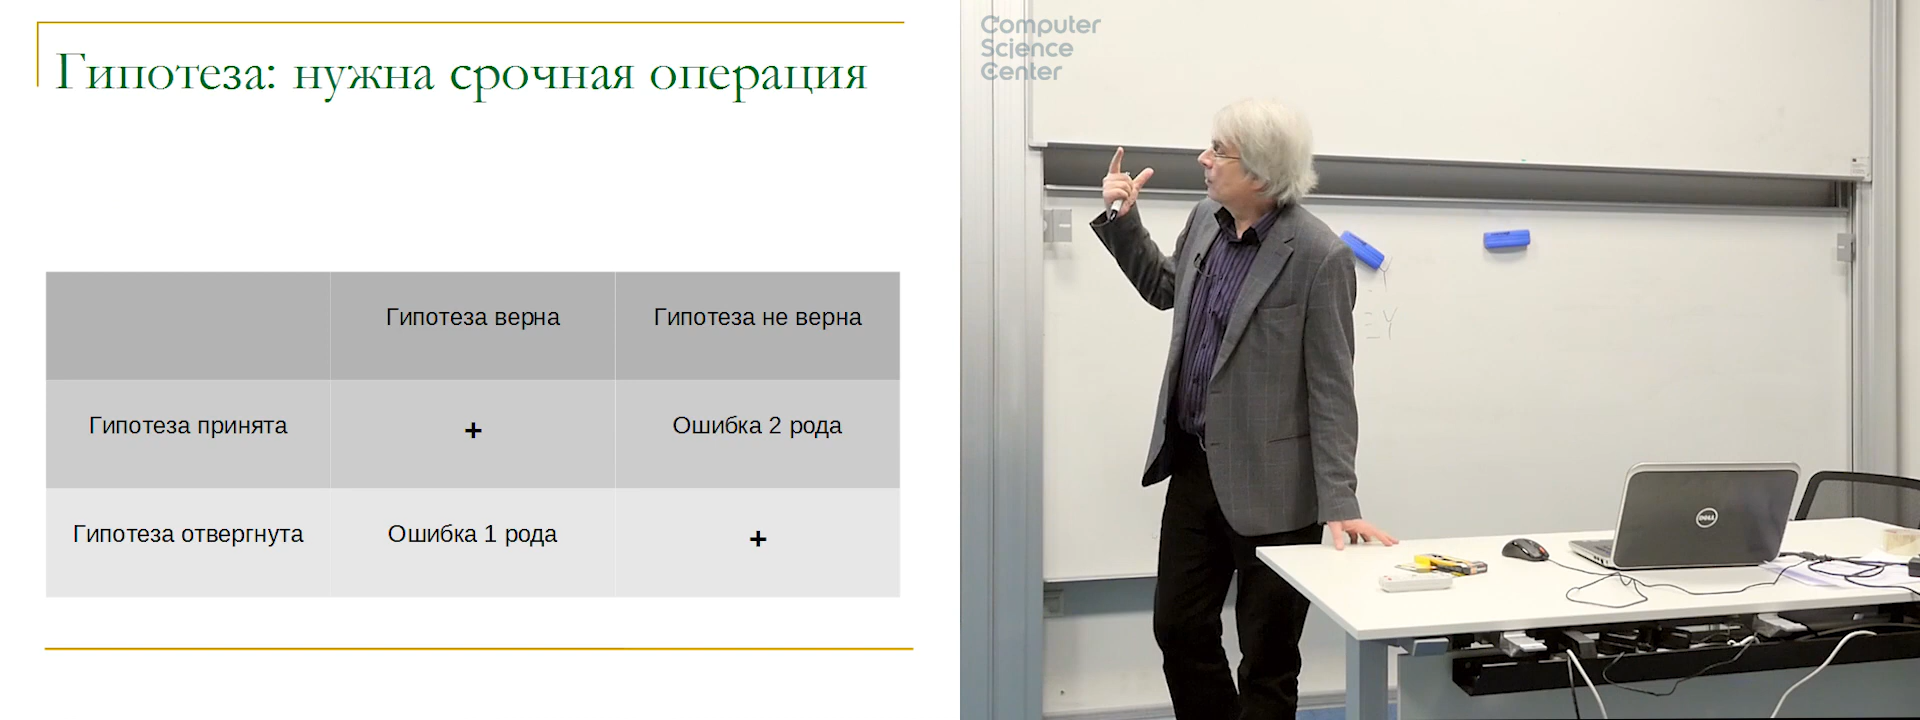 Гипотеза: нужна срочная операция
Гипотеза верна
Гипотеза не верна
Гипотеза принята
+
Ошибка 2 рода
Гипотеза отвергнута
Ошибка 1 рода
+
Computer
Science
Center
DELL